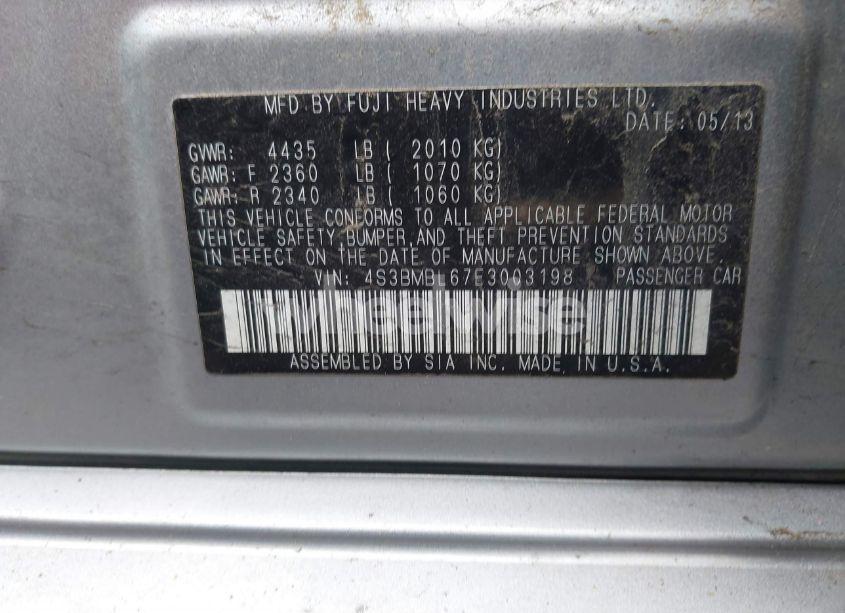 MFD BY FUJI HEAVY INDUSTRIES LTD.
DATE: 05/13
GVWR: 4435 LB ( 2010 KG)
GAWR: F 2360 LB ( 1070 KG)
GAWR: R 2340 LB ( 1060 KG)
THIS VEHICLE CONFORMS TO ALL APPLICABLE FEDERAL MOTOR
VEHICLE SAFETY,BUMPER,AND THEFT PREVENTION STANDARDS
IN EFFECT ON THE DATE OF MANUFACTURE SHOWN ABOVE.
VIN: 4S3BMBL67E3003198 PASSENGER CAR
wheelwise
ASSEMBLED BY SIA INC. MADE IN U.S.A.